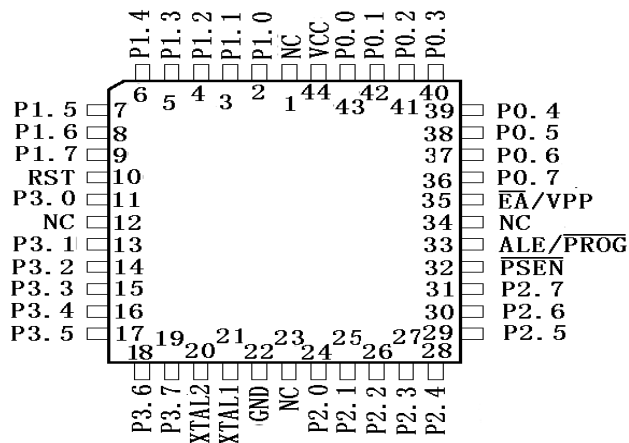 P1.4 P1.3 P1.2 P1.1 P1.0 NC VCC P0.0 P0.1 P0.2 P0.3
6 5 4 3 2 1 44 43 42 41 40
P1.5 7 39 P0.4
P1.6 8 38 P0.5
P1.7 9 37 P0.6
RST 10 36 P0.7
P3.0 11 35 E̅A̅/VPP
NC 12 34 NC
P3.1 13 33 ALE/P̅R̅O̅G̅
P3.2 14 32 P̅S̅E̅N̅
P3.3 15 31 P2.7
P3.4 16 30 P2.6
P3.5 17 29 P2.5
18 19 20 21 22 23 24 25 26 27 28
P3.6 P3.7 XTAL2 XTAL1 GND NC P2.0 P2.1 P2.2 P2.3 P2.4